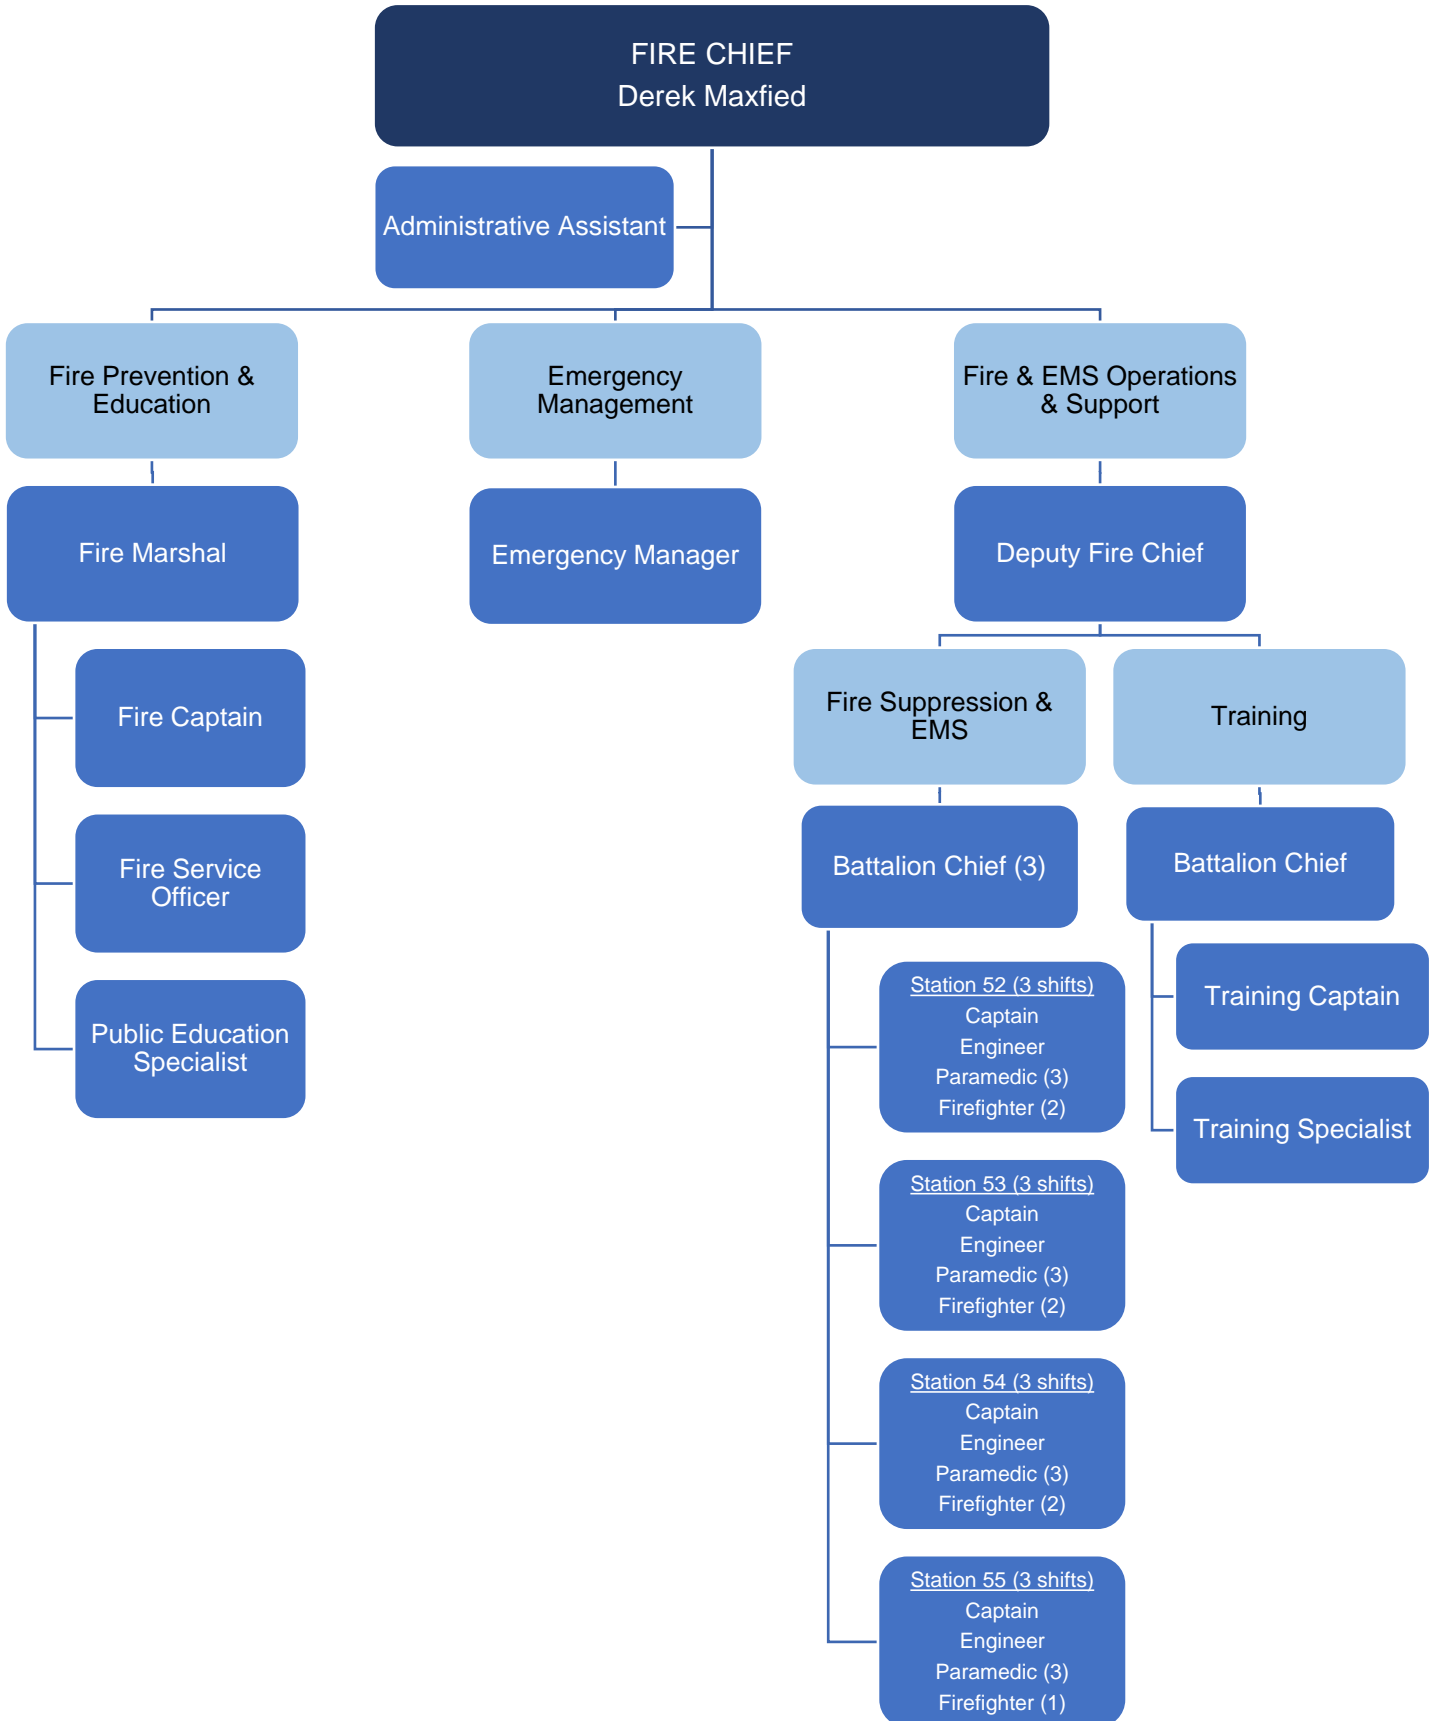 FIRE CHIEF
Derek Maxfied
Administrative Assistant
Fire Prevention &
Education
Emergency
Management
Fire & EMS Operations
& Support
Fire Marshal
Emergency Manager
Deputy Fire Chief
Fire Captain
Fire Service
Officer
Public Education
Specialist
Fire Suppression &
EMS
Training
Battalion Chief (3)
Battalion Chief
Station 52 (3 shifts)
Captain
Engineer
Paramedic (3)
Firefighter (2)
Station 53 (3 shifts)
Captain
Engineer
Paramedic (3)
Firefighter (2)
Station 54 (3 shifts)
Captain
Engineer
Paramedic (3)
Firefighter (2)
Station 55 (3 shifts)
Captain
Engineer
Paramedic (3)
Firefighter (1)
Training Captain
Training Specialist